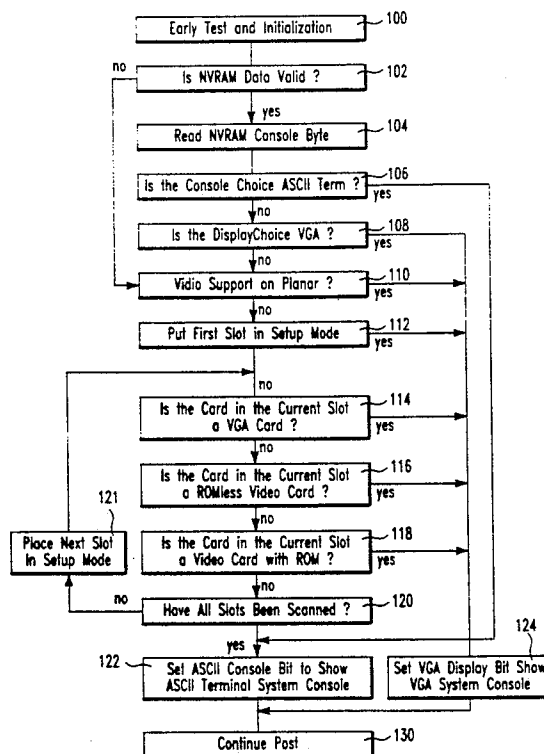 Early Test and Initialization
100
no
Is NVRAM Data Valid ?
102
yes
Read NVRAM Console Byte
104
Is the Console Choice ASCII Term ?
106
yes
no
Is the DisplayChoice VGA ?
108
yes
no
Vidio Support on Planar ?
110
yes
no
Put First Slot in Setup Mode
112
yes
no
Is the Card in the Current Slot
a VGA Card ?
114
yes
no
Is the Card in the Current Slot
a ROMless Video Card ?
116
yes
no
121
Place Next Slot
In Setup Mode
Is the Card in the Current Slot
a Video Card with ROM ?
118
yes
no
no
Have All Slots Been Scanned ?
120
yes
122
Set ASCII Console Bit to Show
ASCII Terminal System Console
124
Set VGA Display Bit Show
VGA System Console
Continue Post
130